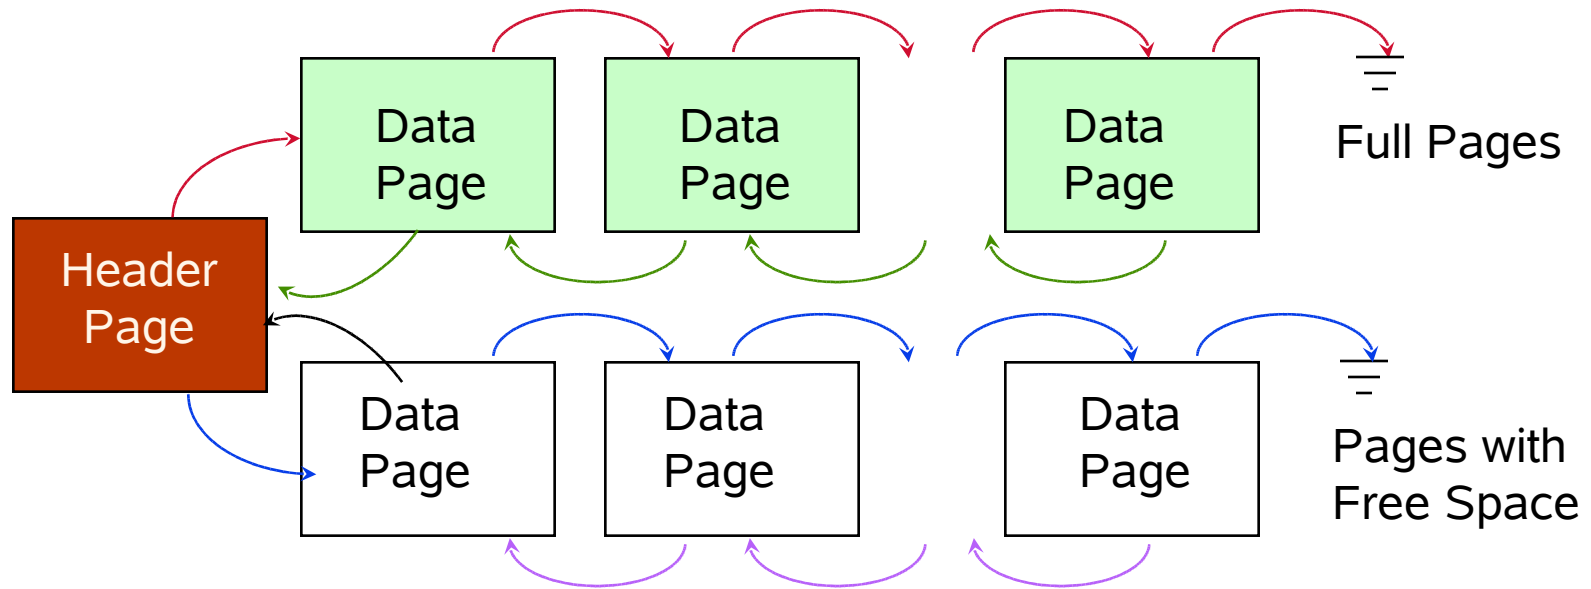 Data
Page
Data
Page
Data
Page
Full Pages
Header
Page
Data
Page
Data
Page
Data
Page
Pages with
Free Space